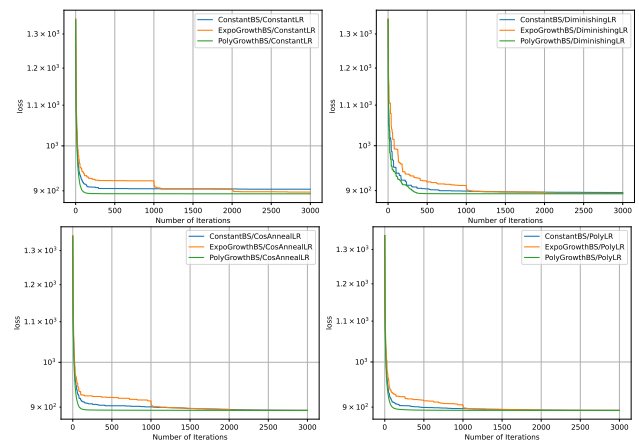 ConstantBS/ConstantLR
ExpoGrowthBS/ConstantLR
PolyGrowthBS/ConstantLR
1.3 × 10³
1.2 × 10³
1.1 × 10³
10³
9 × 10²
loss
0 500 1000 1500 2000 2500 3000
Number of Iterations
ConstantBS/DiminishingLR
ExpoGrowthBS/DiminishingLR
PolyGrowthBS/DiminishingLR
1.3 × 10³
1.2 × 10³
1.1 × 10³
10³
9 × 10²
loss
0 500 1000 1500 2000 2500 3000
Number of Iterations
ConstantBS/CosAnnealLR
ExpoGrowthBS/CosAnnealLR
PolyGrowthBS/CosAnnealLR
1.3 × 10³
1.2 × 10³
1.1 × 10³
10³
9 × 10²
loss
0 500 1000 1500 2000 2500 3000
Number of Iterations
ConstantBS/PolyLR
ExpoGrowthBS/PolyLR
PolyGrowthBS/PolyLR
1.3 × 10³
1.2 × 10³
1.1 × 10³
10³
9 × 10²
loss
0 500 1000 1500 2000 2500 3000
Number of Iterations